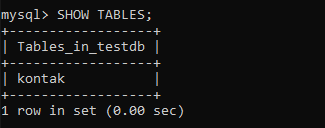 mysql> SHOW TABLES;
+------------------+
| Tables_in_testdb |
+------------------+
| kontak           |
+------------------+
1 row in set (0.00 sec)